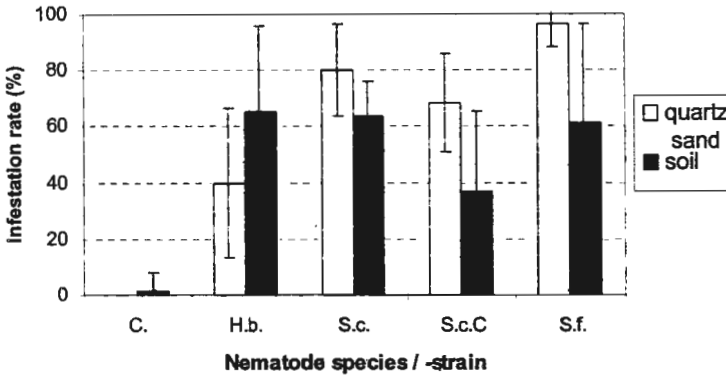 Infestation rate (%)
100
80
60
40
20
0
C. H.b. S.c. S.c.C S.f.
Nematode species / -strain
quartz
sand
soil